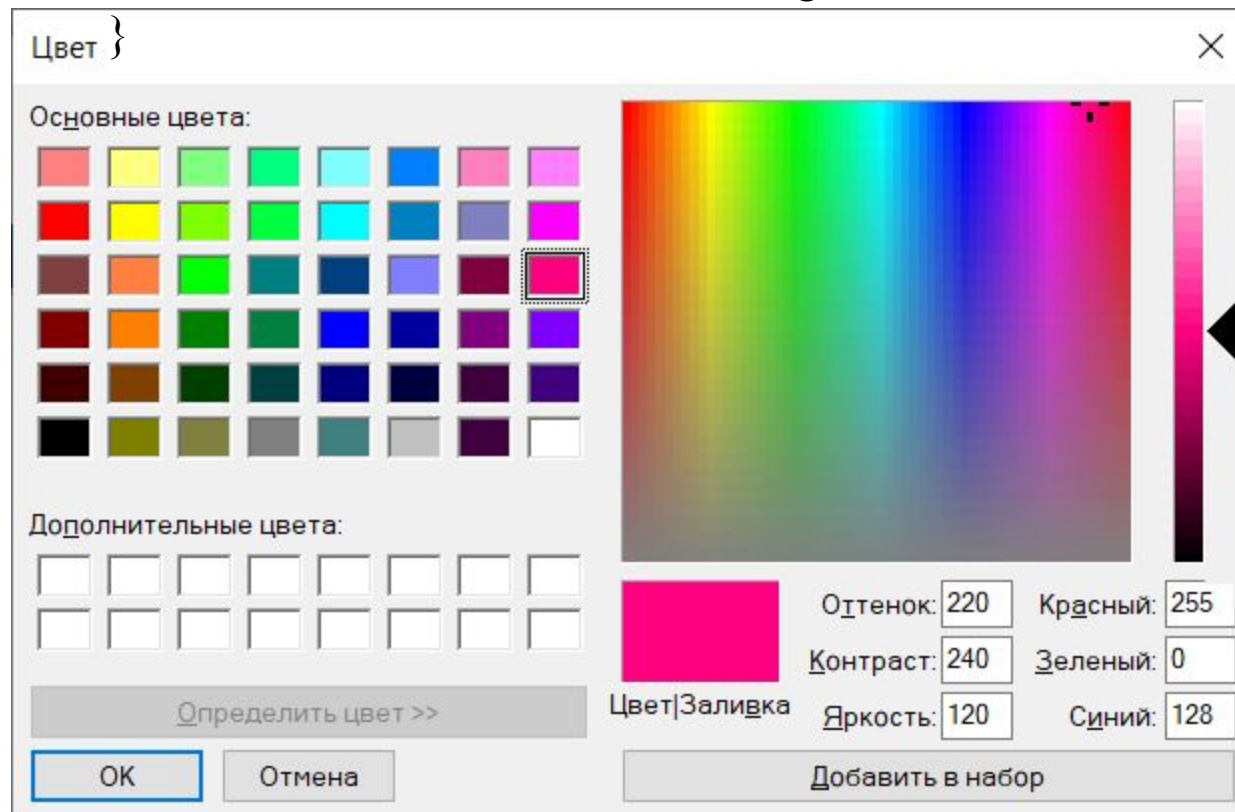 Цвет }
Основные цвета:
Дополнительные цвета:
Определить цвет >>
OK
Отмена
Цвет|Заливка
Оттенок: 220
Контраст: 240
Яркость: 120
Красный: 255
Зеленый: 0
Синий: 128
Добавить в набор